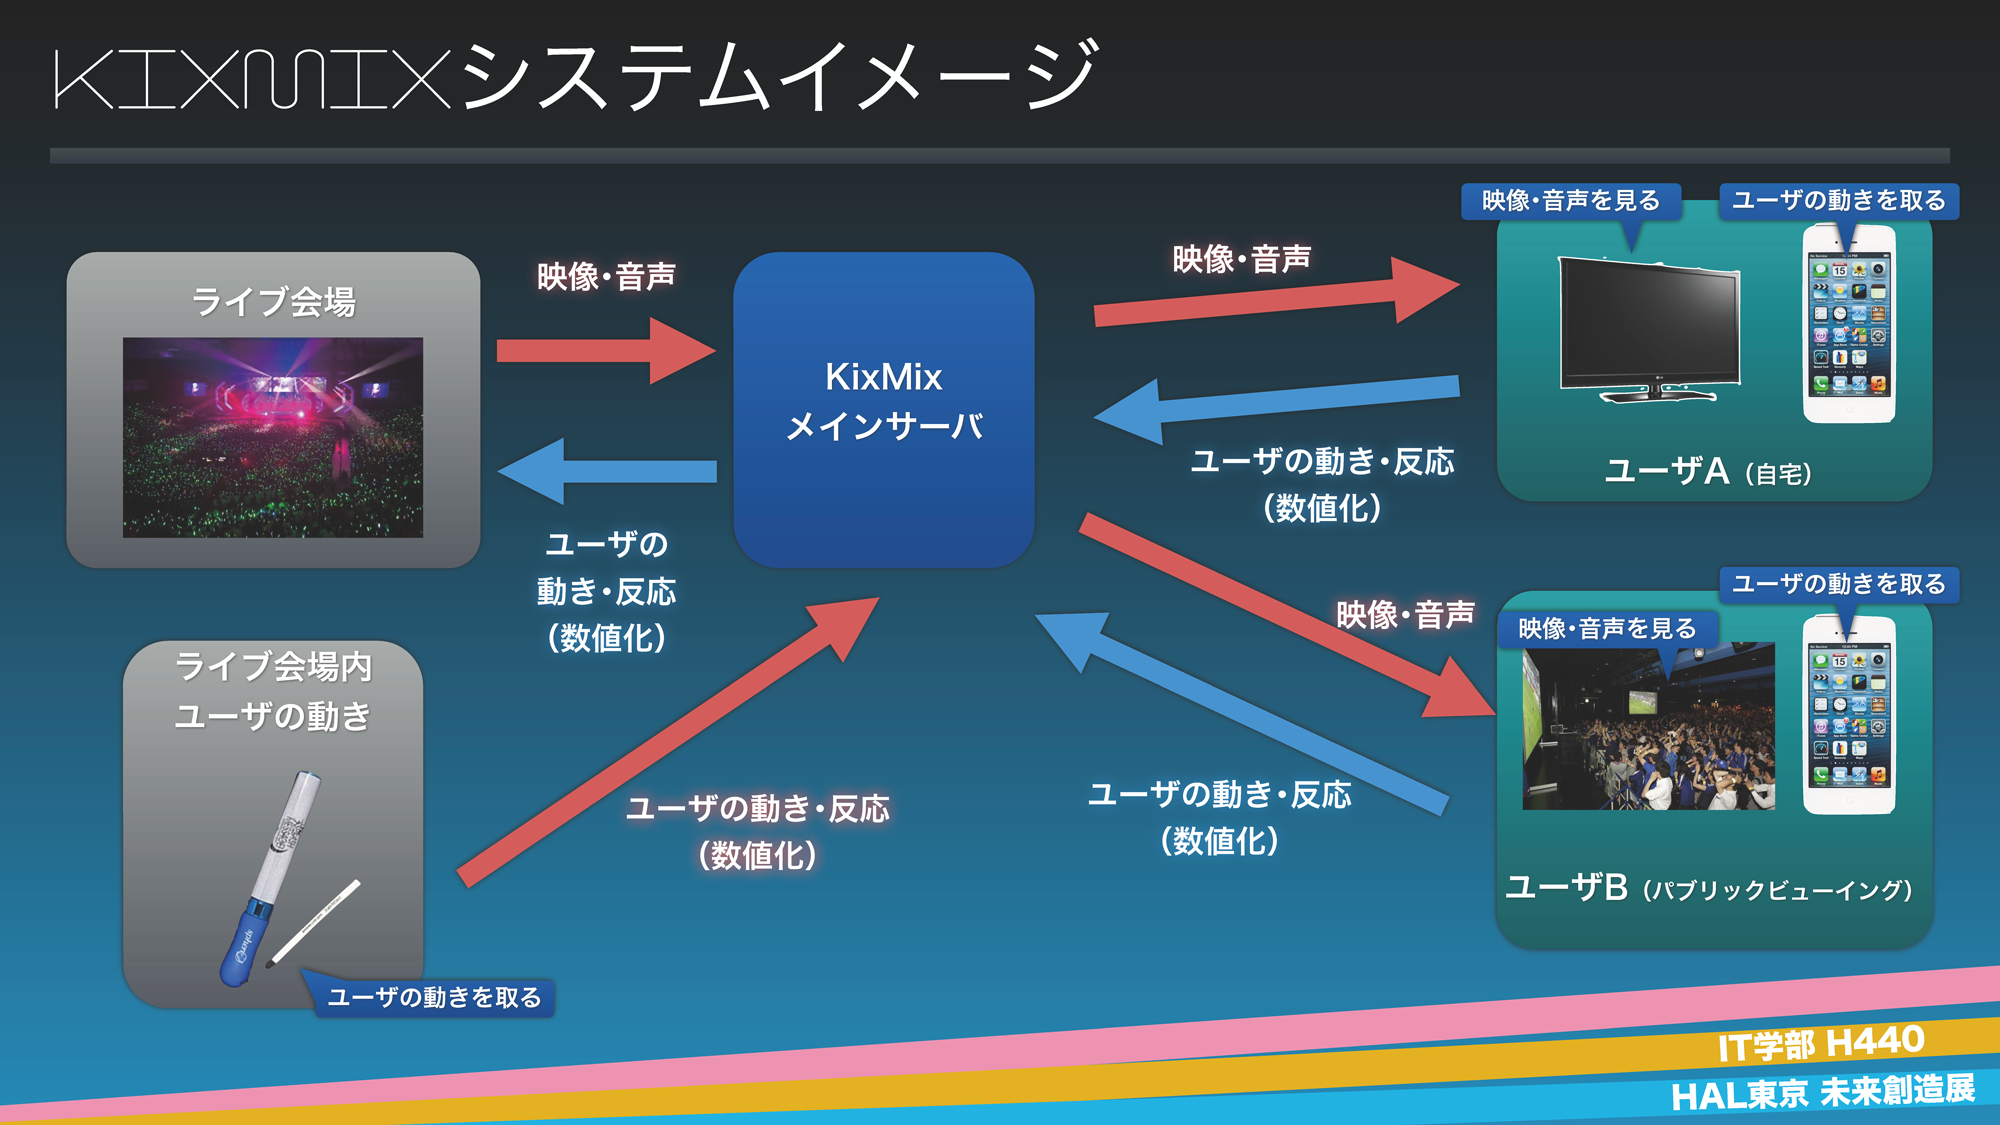 KIXMIXシステムイメージ
ライブ会場
映像・音声
ユーザの
動き・反応
（数値化）
KixMix
メインサーバ
映像・音声
ユーザの動き・反応
（数値化）
映像・音声を見る
ユーザの動きを取る
ユーザA（自宅）
ライブ会場内
ユーザの動き
ユーザの動きを取る
ユーザの動き・反応
（数値化）
映像・音声
ユーザの動き・反応
（数値化）
ユーザの動きを取る
映像・音声を見る
ユーザB（パブリックビューイング）
IT学部 H440
HAL東京 未来創造展